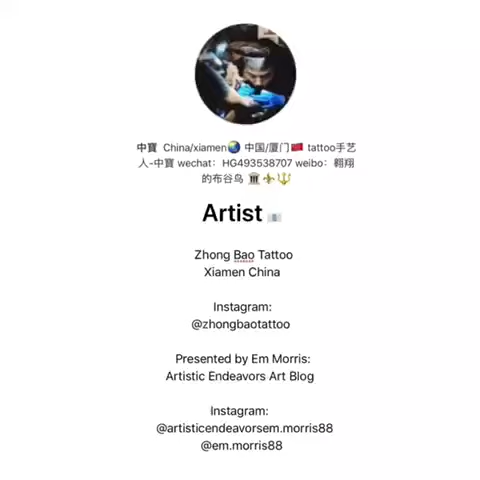 中寶 China/xiamen🌏 中国/厦门🇨🇳 tattoo手艺
人-中寶 wechat：HG493538707 weibo：翱翔
的布谷鸟 🏛⚜🔱
Artist
Zhong Bao Tattoo
Xiamen China
Instagram:
@zhongbaotattoo
Presented by Em Morris:
Artistic Endeavors Art Blog
Instagram:
@artisticendeavorsem.morris88
@em.morris88